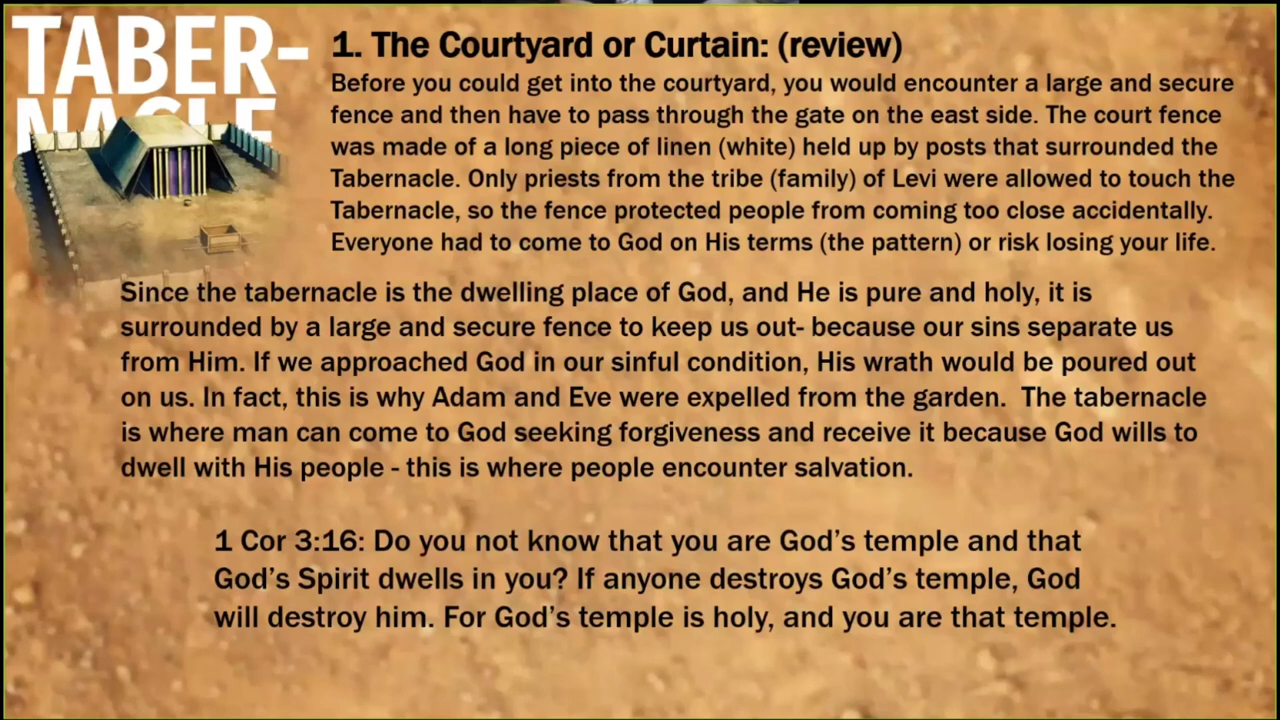 TABER-
NACLE
1. The Courtyard or Curtain: (review)
Before you could get into the courtyard, you would encounter a large and secure
fence and then have to pass through the gate on the east side. The court fence
was made of a long piece of linen (white) held up by posts that surrounded the
Tabernacle. Only priests from the tribe (family) of Levi were allowed to touch the
Tabernacle, so the fence protected people from coming too close accidentally.
Everyone had to come to God on His terms (the pattern) or risk losing your life.
Since the tabernacle is the dwelling place of God, and He is pure and holy, it is
surrounded by a large and secure fence to keep us out- because our sins separate us
from Him. If we approached God in our sinful condition, His wrath would be poured out
on us. In fact, this is why Adam and Eve were expelled from the garden.  The tabernacle
is where man can come to God seeking forgiveness and receive it because God wills to
dwell with His people - this is where people encounter salvation.
1 Cor 3:16: Do you not know that you are God’s temple and that
God’s Spirit dwells in you? If anyone destroys God’s temple, God
will destroy him. For God’s temple is holy, and you are that temple.